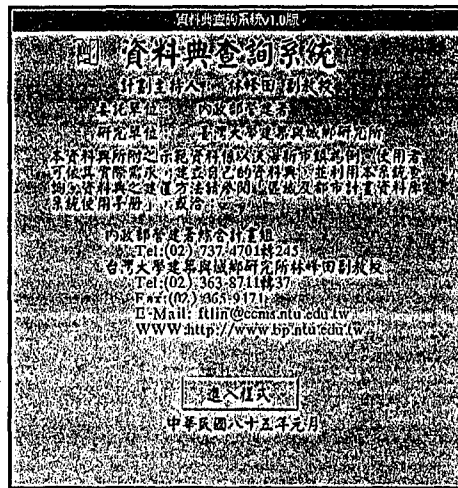 資料典查詢系統v1.0版
資料典查詢系統
計劃主持人: 林峰田副教授
委託單位: 內政部營建署
研究單位: 臺灣大學建築與城鄉研究所
本資料典所附之示範資料係以淡海新市鎮為例，使用者
可依其實際需求，建立自己的資料典，並利用本系統查
詢。資料典之建置方法請參閱「區域及都市計畫資料庫
系統使用手冊」，或洽：
內政部營建署綜合計畫組
Tel:(02) 737-4701轉243
台灣大學建築與城鄉研究所林峰田副教授
Tel:(02) 363-8711轉37
Fax:(02) 365-9171
E-Mail: ftlin@ccms.ntu.edu.tw
WWW:http://www.bp.ntu.edu.tw
進入程式
中華民國八十五年元月